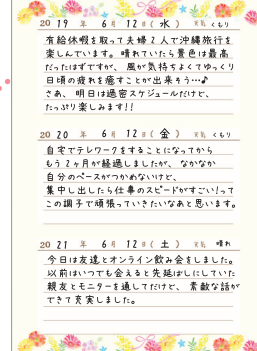 2019 年 6月 12日( 水 ) 天気 くもり
有給休暇を取って夫婦2人で沖縄旅行を
楽しんでいます。晴れていたら景色は最高
だったはずですが、風が気持ちよくてゆっくり
日頃の疲れを癒すことが出来そう…♪
さあ、明日は過密スケジュールだけど、
たっぷり楽しみます!!
2020 年 6月 12日( 金 ) 天気 くもり
自宅でテレワークをすることになってから
もう2ヶ月が経過しましたが、なかなか
自分のペースがつかめないけど、
集中し出したら仕事のスピードがすごい!って
この調子で頑張っていきたいなあと思います。
2021 年 6月 12日( 土 ) 天気 晴れ
今日は友達とオンライン飲み会をしました。
以前はいつでも会えると先延ばしにしていた
親友とモニターを通してだけど、素敵な話が
できて充実しました。